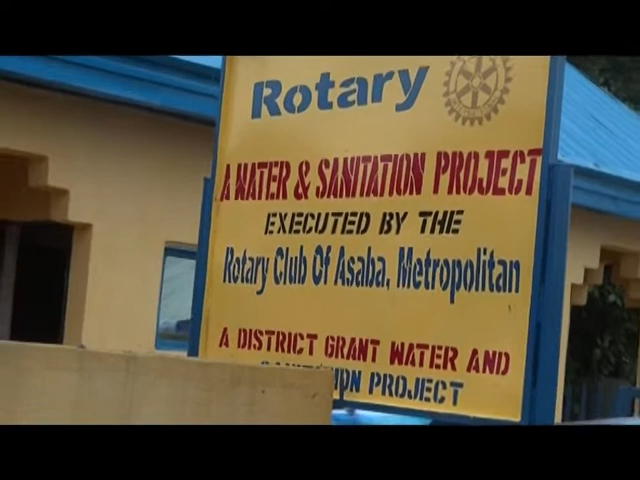 Rotary
A WATER & SANITATION PROJECT
EXECUTED BY THE
Rotary Club Of Asaba, Metropolitan
A DISTRICT GRANT WATER AND
PROJECT